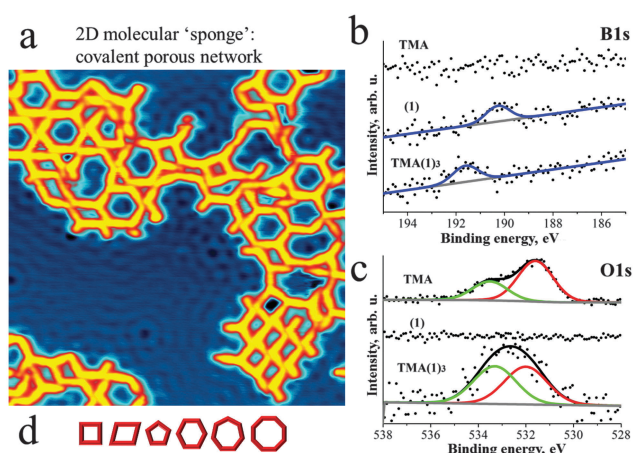 a
2D molecular ‘sponge’:
covalent porous network
b
B1s
TMA
(1)
TMA(1)₃
Intensity, arb. u.
194 192 190 188 186
Binding energy, eV
c
O1s
TMA
(1)
TMA(1)₃
Intensity, arb. u.
538 536 534 532 530 528
Binding energy, eV
d